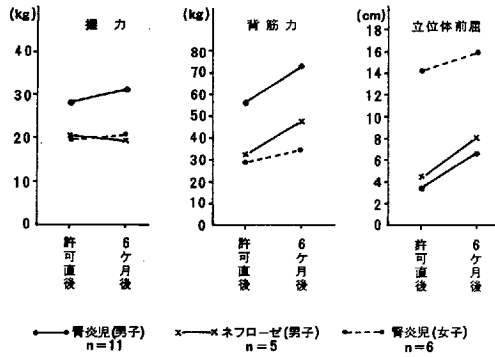 (kg) 握力
40
30
20
10
0
許可直後
6ケ月後
(kg) 背筋力
80
70
60
50
40
30
20
10
0
許可直後
6ケ月後
(cm) 立位体前屈
18
16
14
12
10
8
6
4
2
0
許可直後
6ケ月後
腎炎児(男子)
n=11
ネフローゼ(男子)
n=5
腎炎児(女子)
n=6